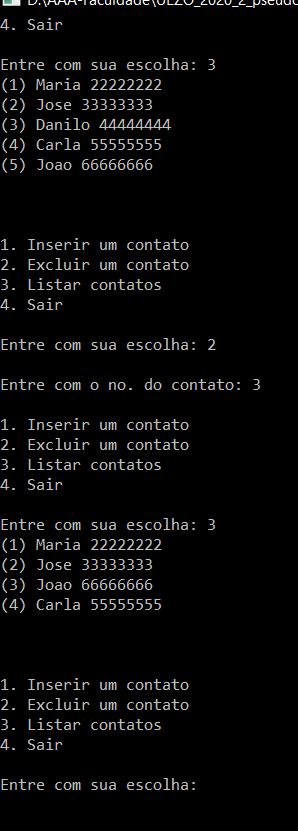 D:\AAA-Faculdade\UEZO_2020_2_pseudo
4. Sair
Entre com sua escolha: 3
(1) Maria 22222222
(2) Jose 33333333
(3) Danilo 44444444
(4) Carla 55555555
(5) Joao 66666666
1. Inserir um contato
2. Excluir um contato
3. Listar contatos
4. Sair
Entre com sua escolha: 2
Entre com o no. do contato: 3
1. Inserir um contato
2. Excluir um contato
3. Listar contatos
4. Sair
Entre com sua escolha: 3
(1) Maria 22222222
(2) Jose 33333333
(3) Joao 66666666
(4) Carla 55555555
1. Inserir um contato
2. Excluir um contato
3. Listar contatos
4. Sair
Entre com sua escolha: